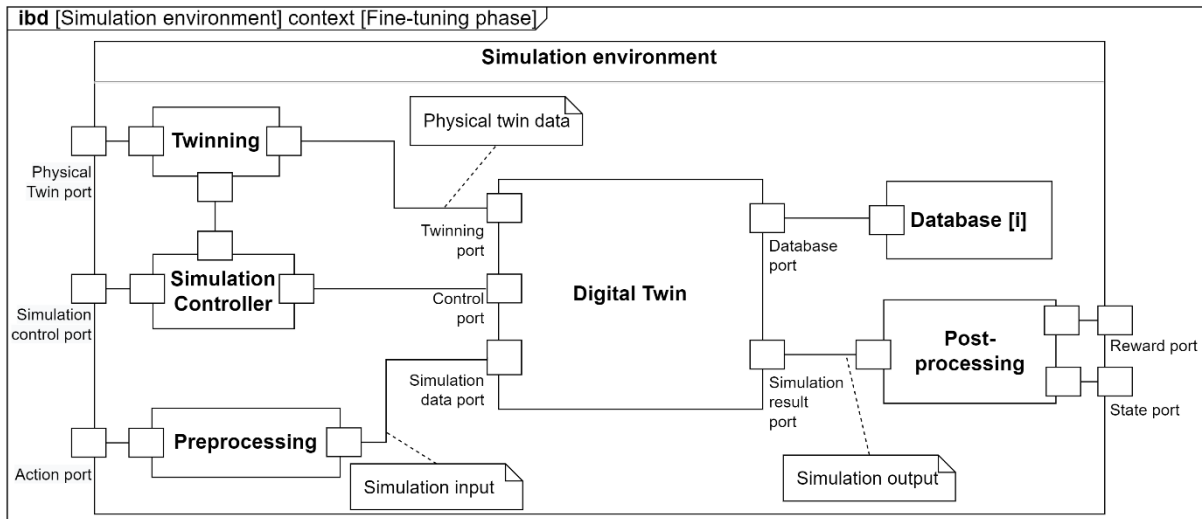 ibd [Simulation environment] context [Fine-tuning phase]
Simulation environment
Physical twin data
Twinning
Physical
Twin port
Twinning
port
Database [i]
Database
port
Simulation
Controller
Simulation
control port
Control
port
Digital Twin
Post-
processing
Reward port
State port
Simulation
data port
Simulation
result
port
Preprocessing
Action port
Simulation input
Simulation output